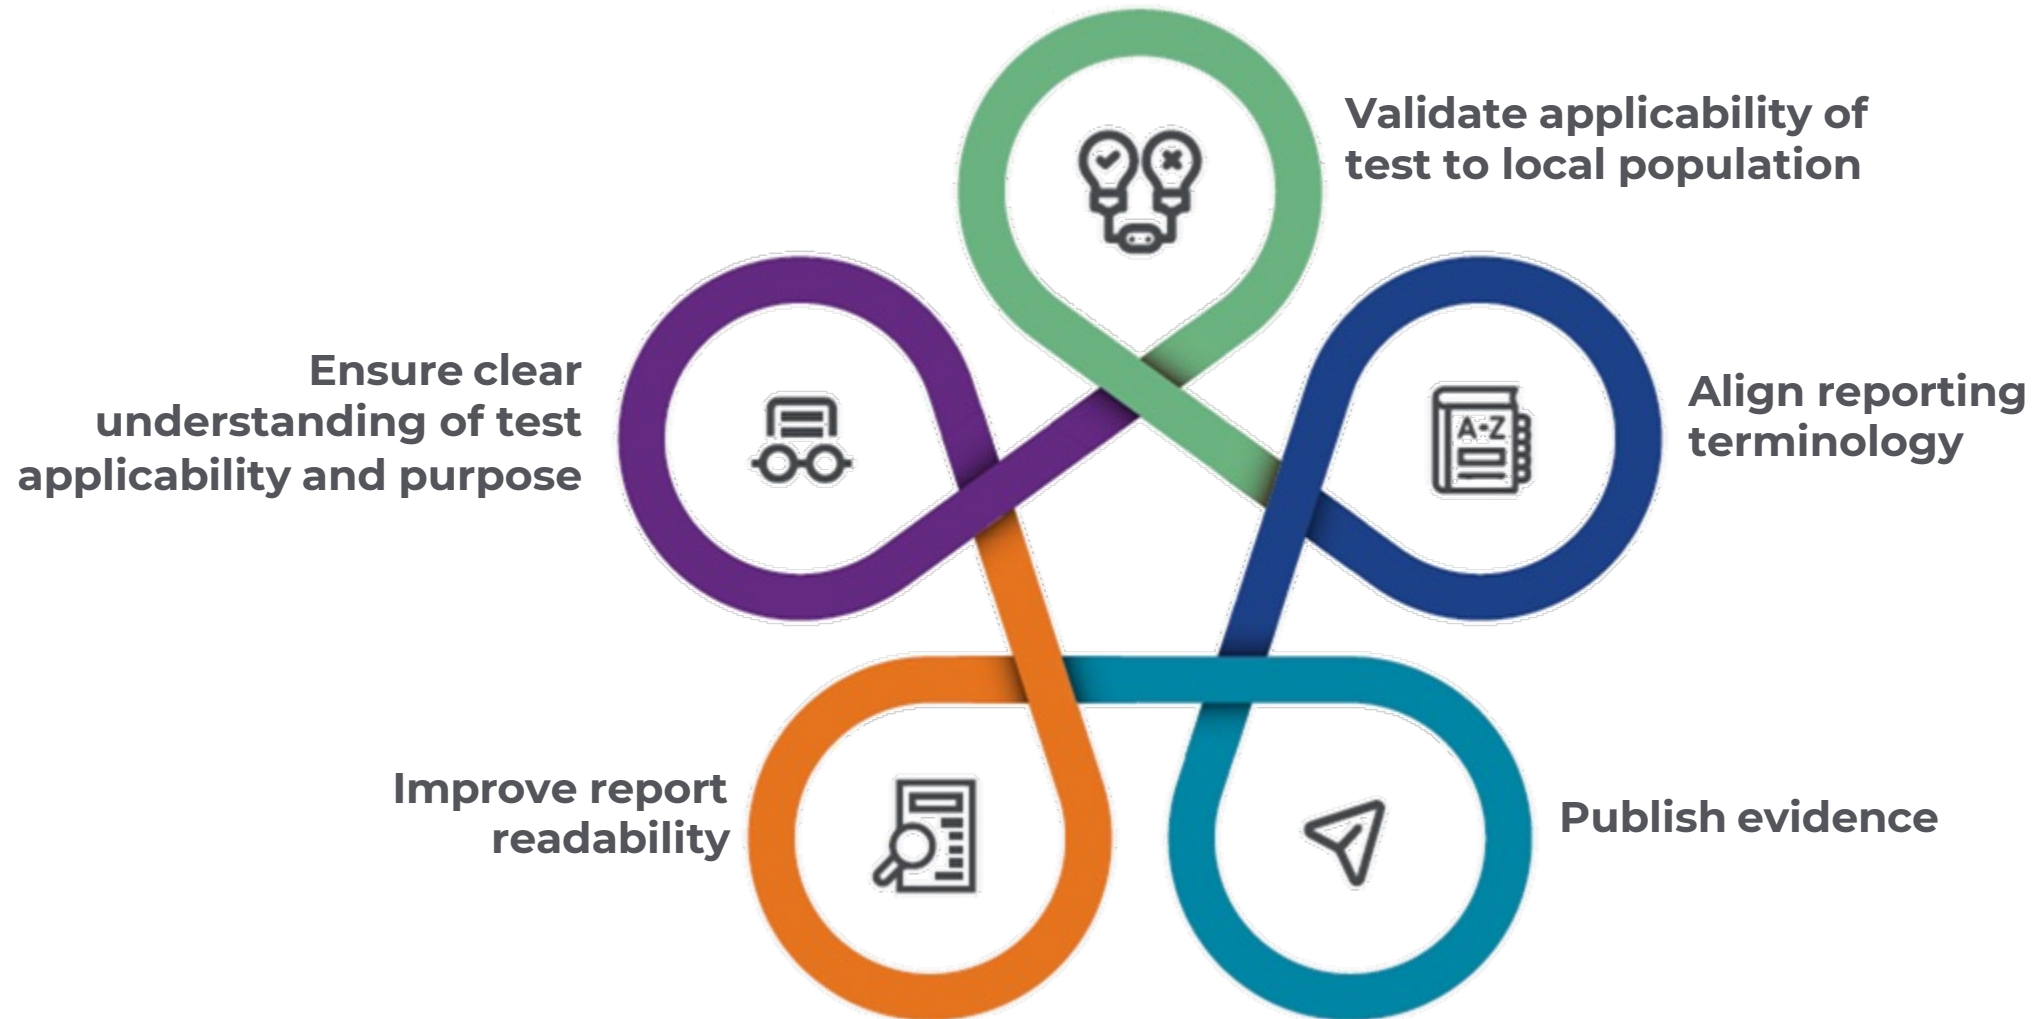 Validate applicability of
test to local population
Ensure clear
understanding of test
applicability and purpose
Align reporting
terminology
A-Z
Improve report
readability
Publish evidence